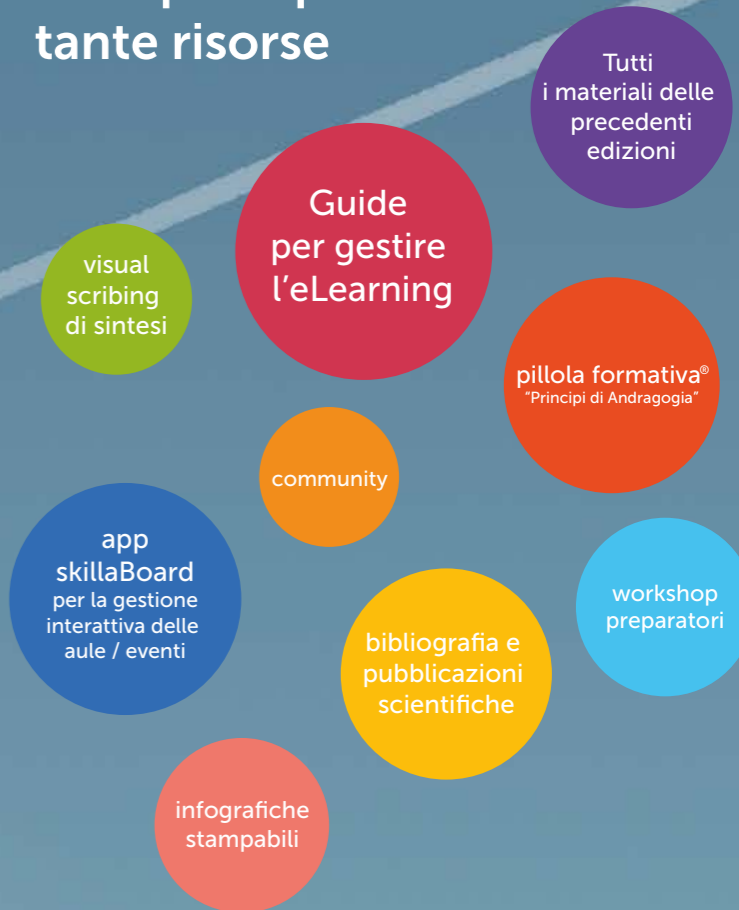 tante risorse
Tutti
i materiali delle
precedenti
edizioni
Guide
per gestire
l’eLearning
visual
scribing
di sintesi
pillola formativa®
“Principi di Andragogia”
community
app
skillaBoard
per la gestione
interattiva delle
aule / eventi
workshop
preparatori
bibliografia e
pubblicazioni
scientifiche
infografiche
stampabili